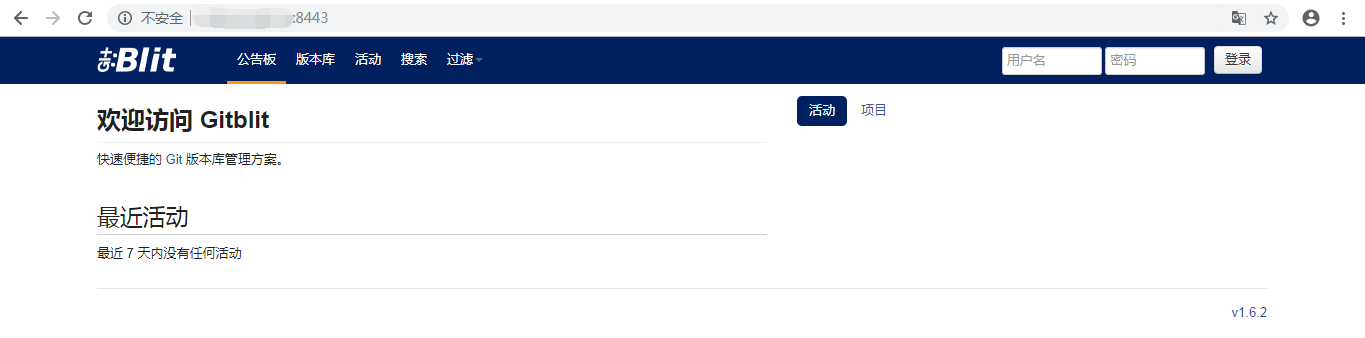 不安全 | :8443
Blit 公告板 版本库 活动 搜索 过滤 用户名 密码 登录
欢迎访问 Gitblit
活动 项目
快速便捷的 Git 版本库管理方案。
最近活动
最近 7 天内没有任何活动
v1.6.2